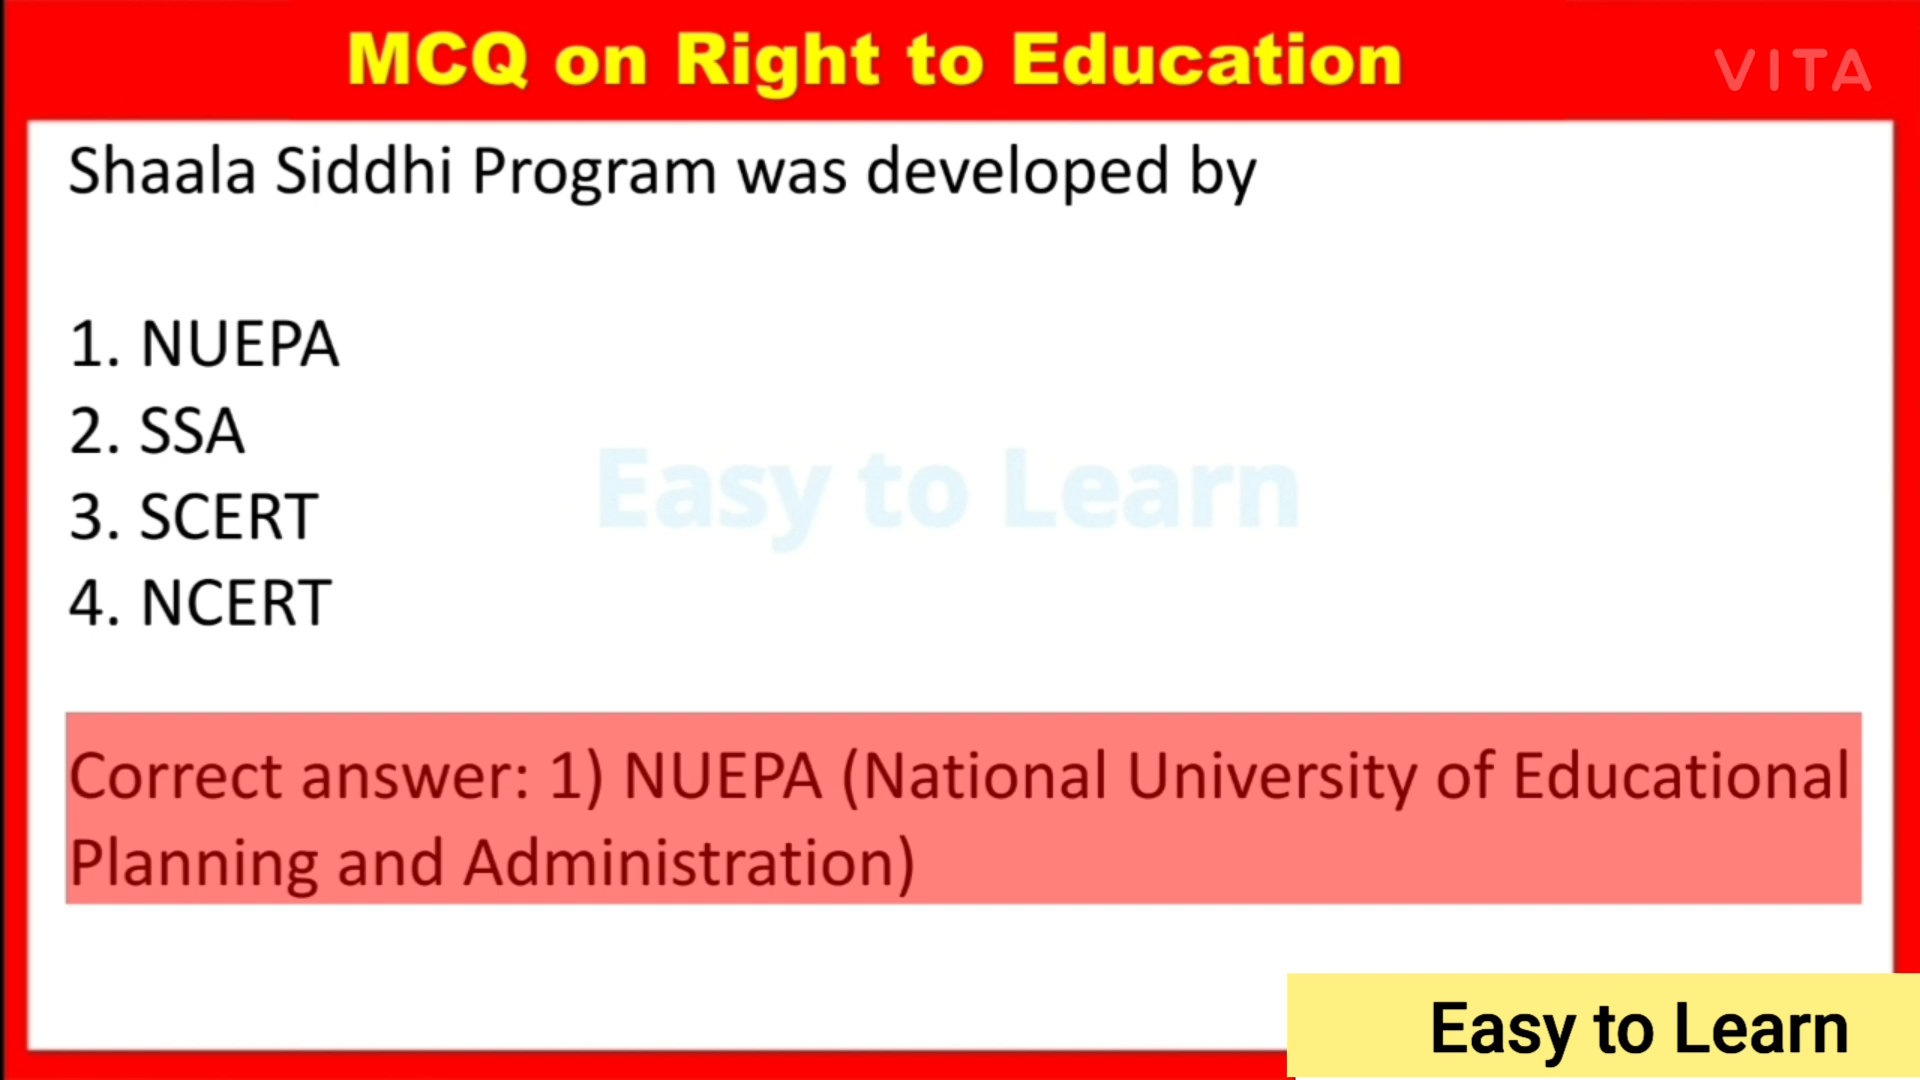 MCQ on Right to Education
VITA
Shaala Siddhi Program was developed by
1. NUEPA
2. SSA
3. SCERT
4. NCERT
Easy to Learn
Correct answer: 1) NUEPA (National University of Educational
Planning and Administration)
Easy to Learn